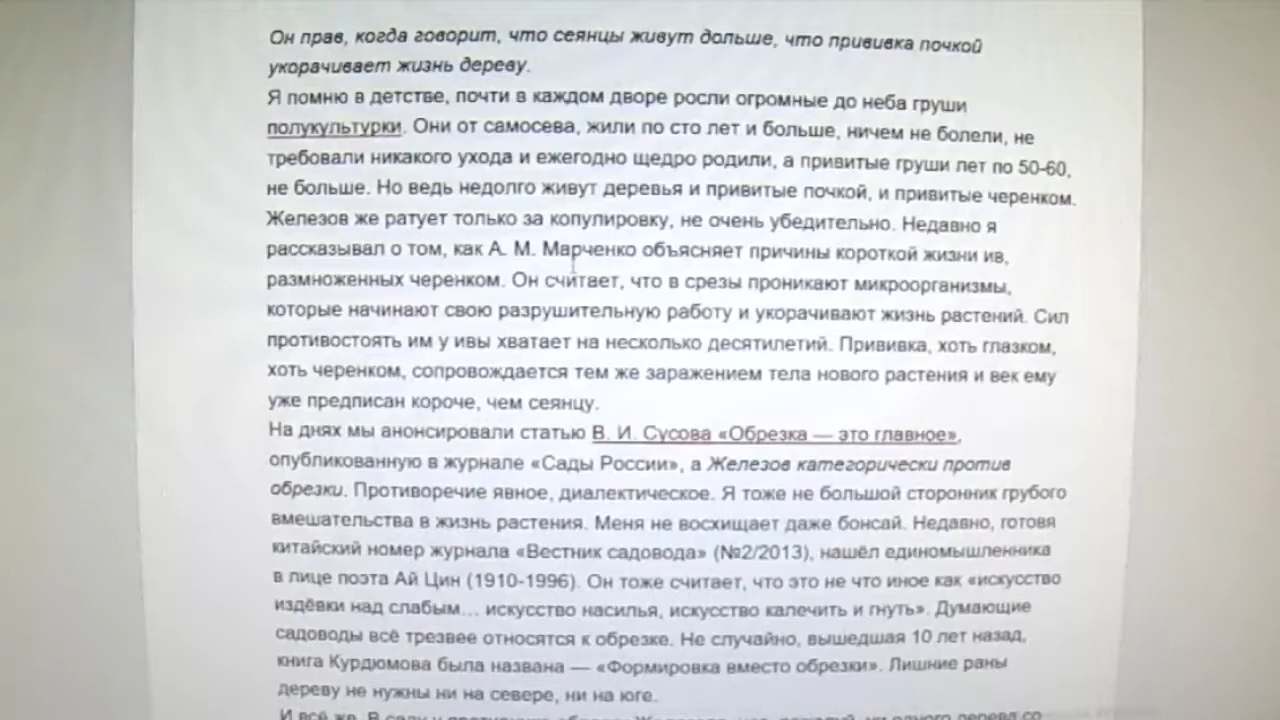 Он прав, когда говорит, что сеянцы живут дольше, что прививка почкой
укорачивает жизнь дереву.
Я помню в детстве, почти в каждом дворе росли огромные до неба груши
полукультурки. Они от самосева, жили по сто лет и больше, ничем не болели, не
требовали никакого ухода и ежегодно щедро родили, а привитые груши лет по 50-60,
не больше. Но ведь недолго живут деревья и привитые почкой, и привитые черенком.
Железов же ратует только за копулировку, не очень убедительно. Недавно я
рассказывал о том, как А. М. Марченко объясняет причины короткой жизни ив,
размноженных черенком. Он считает, что в срезы проникают микроорганизмы,
которые начинают свою разрушительную работу и укорачивают жизнь растений. Сил
противостоять им у ивы хватает на несколько десятилетий. Прививка, хоть глазком,
хоть черенком, сопровождается тем же заражением тела нового растения и век ему
уже предписан короче, чем сеянцу.
На днях мы анонсировали статью В. И. Сусова «Обрезка — это главное»,
опубликованную в журнале «Сады России», а Железов категорически против
обрезки. Противоречие явное, диалектическое. Я тоже не большой сторонник грубого
вмешательства в жизнь растения. Меня не восхищает даже бонсай. Недавно, готовя
китайский номер журнала «Вестник садовода» (№2/2013), нашёл единомышленника
в лице поэта Ай Цин (1910-1996). Он тоже считает, что это не что иное как «искусство
издёвки над слабым... искусство насилья, искусство калечить и гнуть». Думающие
садоводы всё трезвее относятся к обрезке. Не случайно, вышедшая 10 лет назад,
книга Курдюмова была названа — «Формировка вместо обрезки». Лишние раны
дереву не нужны ни на севере, ни на юге.
И всё же. В саду